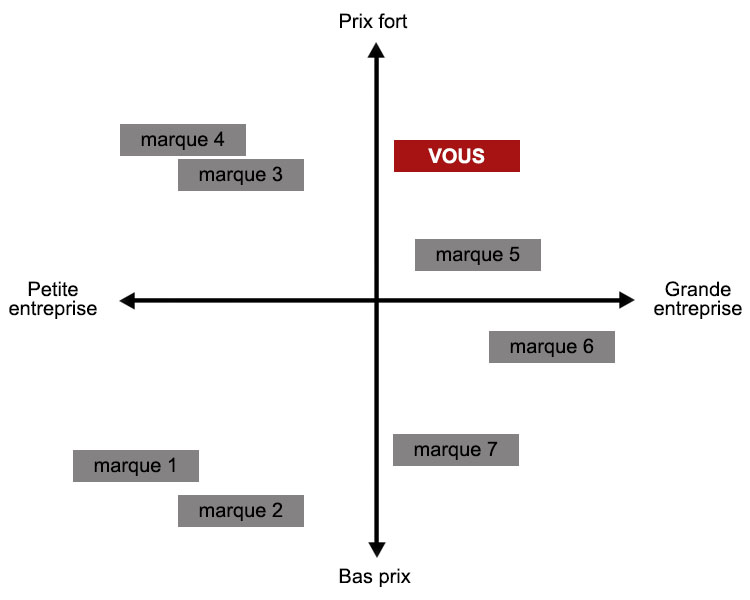 Prix fort
marque 4
VOUS
marque 3
marque 5
Petite
entreprise
Grande
entreprise
marque 6
marque 7
marque 1
marque 2
Bas prix